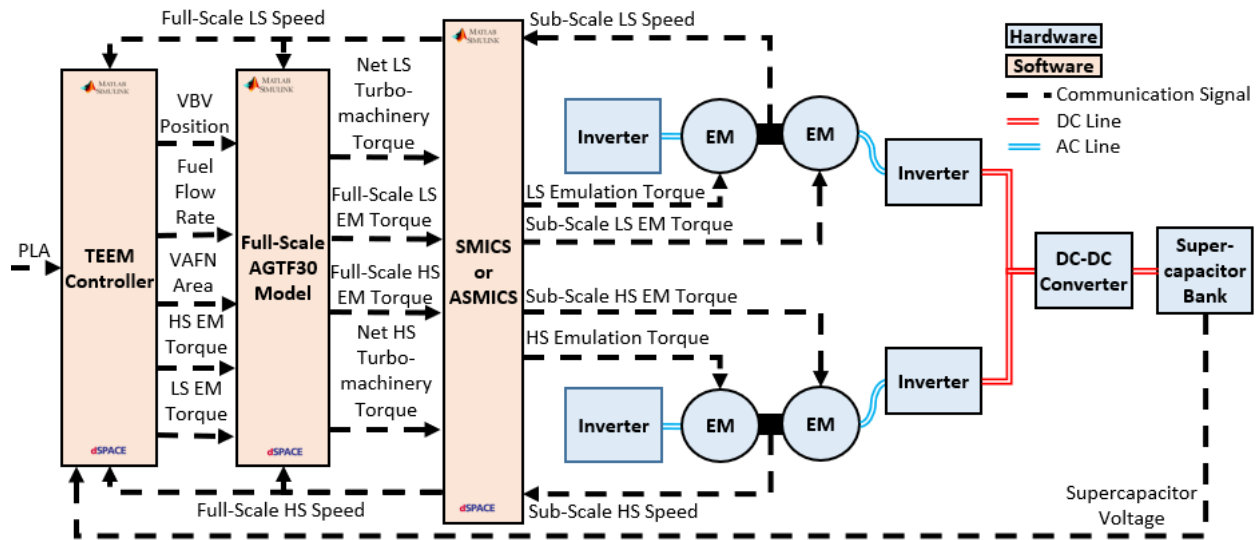 Full-Scale LS Speed
Sub-Scale LS Speed
Hardware
Software
Communication Signal
DC Line
AC Line
PLA
MATLAB
SIMULINK
TEEM
Controller
dSPACE
VBV
Position
Fuel
Flow
Rate
VAFN
Area
HS EM
Torque
LS EM
Torque
MATLAB
SIMULINK
Full-Scale
AGTF30
Model
dSPACE
Net LS
Turbo-
machinery
Torque
Full-Scale LS
EM Torque
Full-Scale HS
EM Torque
Net HS
Turbo-
machinery
Torque
MATLAB
SIMULINK
SMICS
or
ASMICS
dSPACE
Inverter
EM
EM
Inverter
LS Emulation Torque
Sub-Scale LS EM Torque
Sub-Scale HS EM Torque
HS Emulation Torque
Inverter
EM
EM
Inverter
DC-DC
Converter
Super-
capacitor
Bank
Full-Scale HS Speed
Sub-Scale HS Speed
Supercapacitor
Voltage